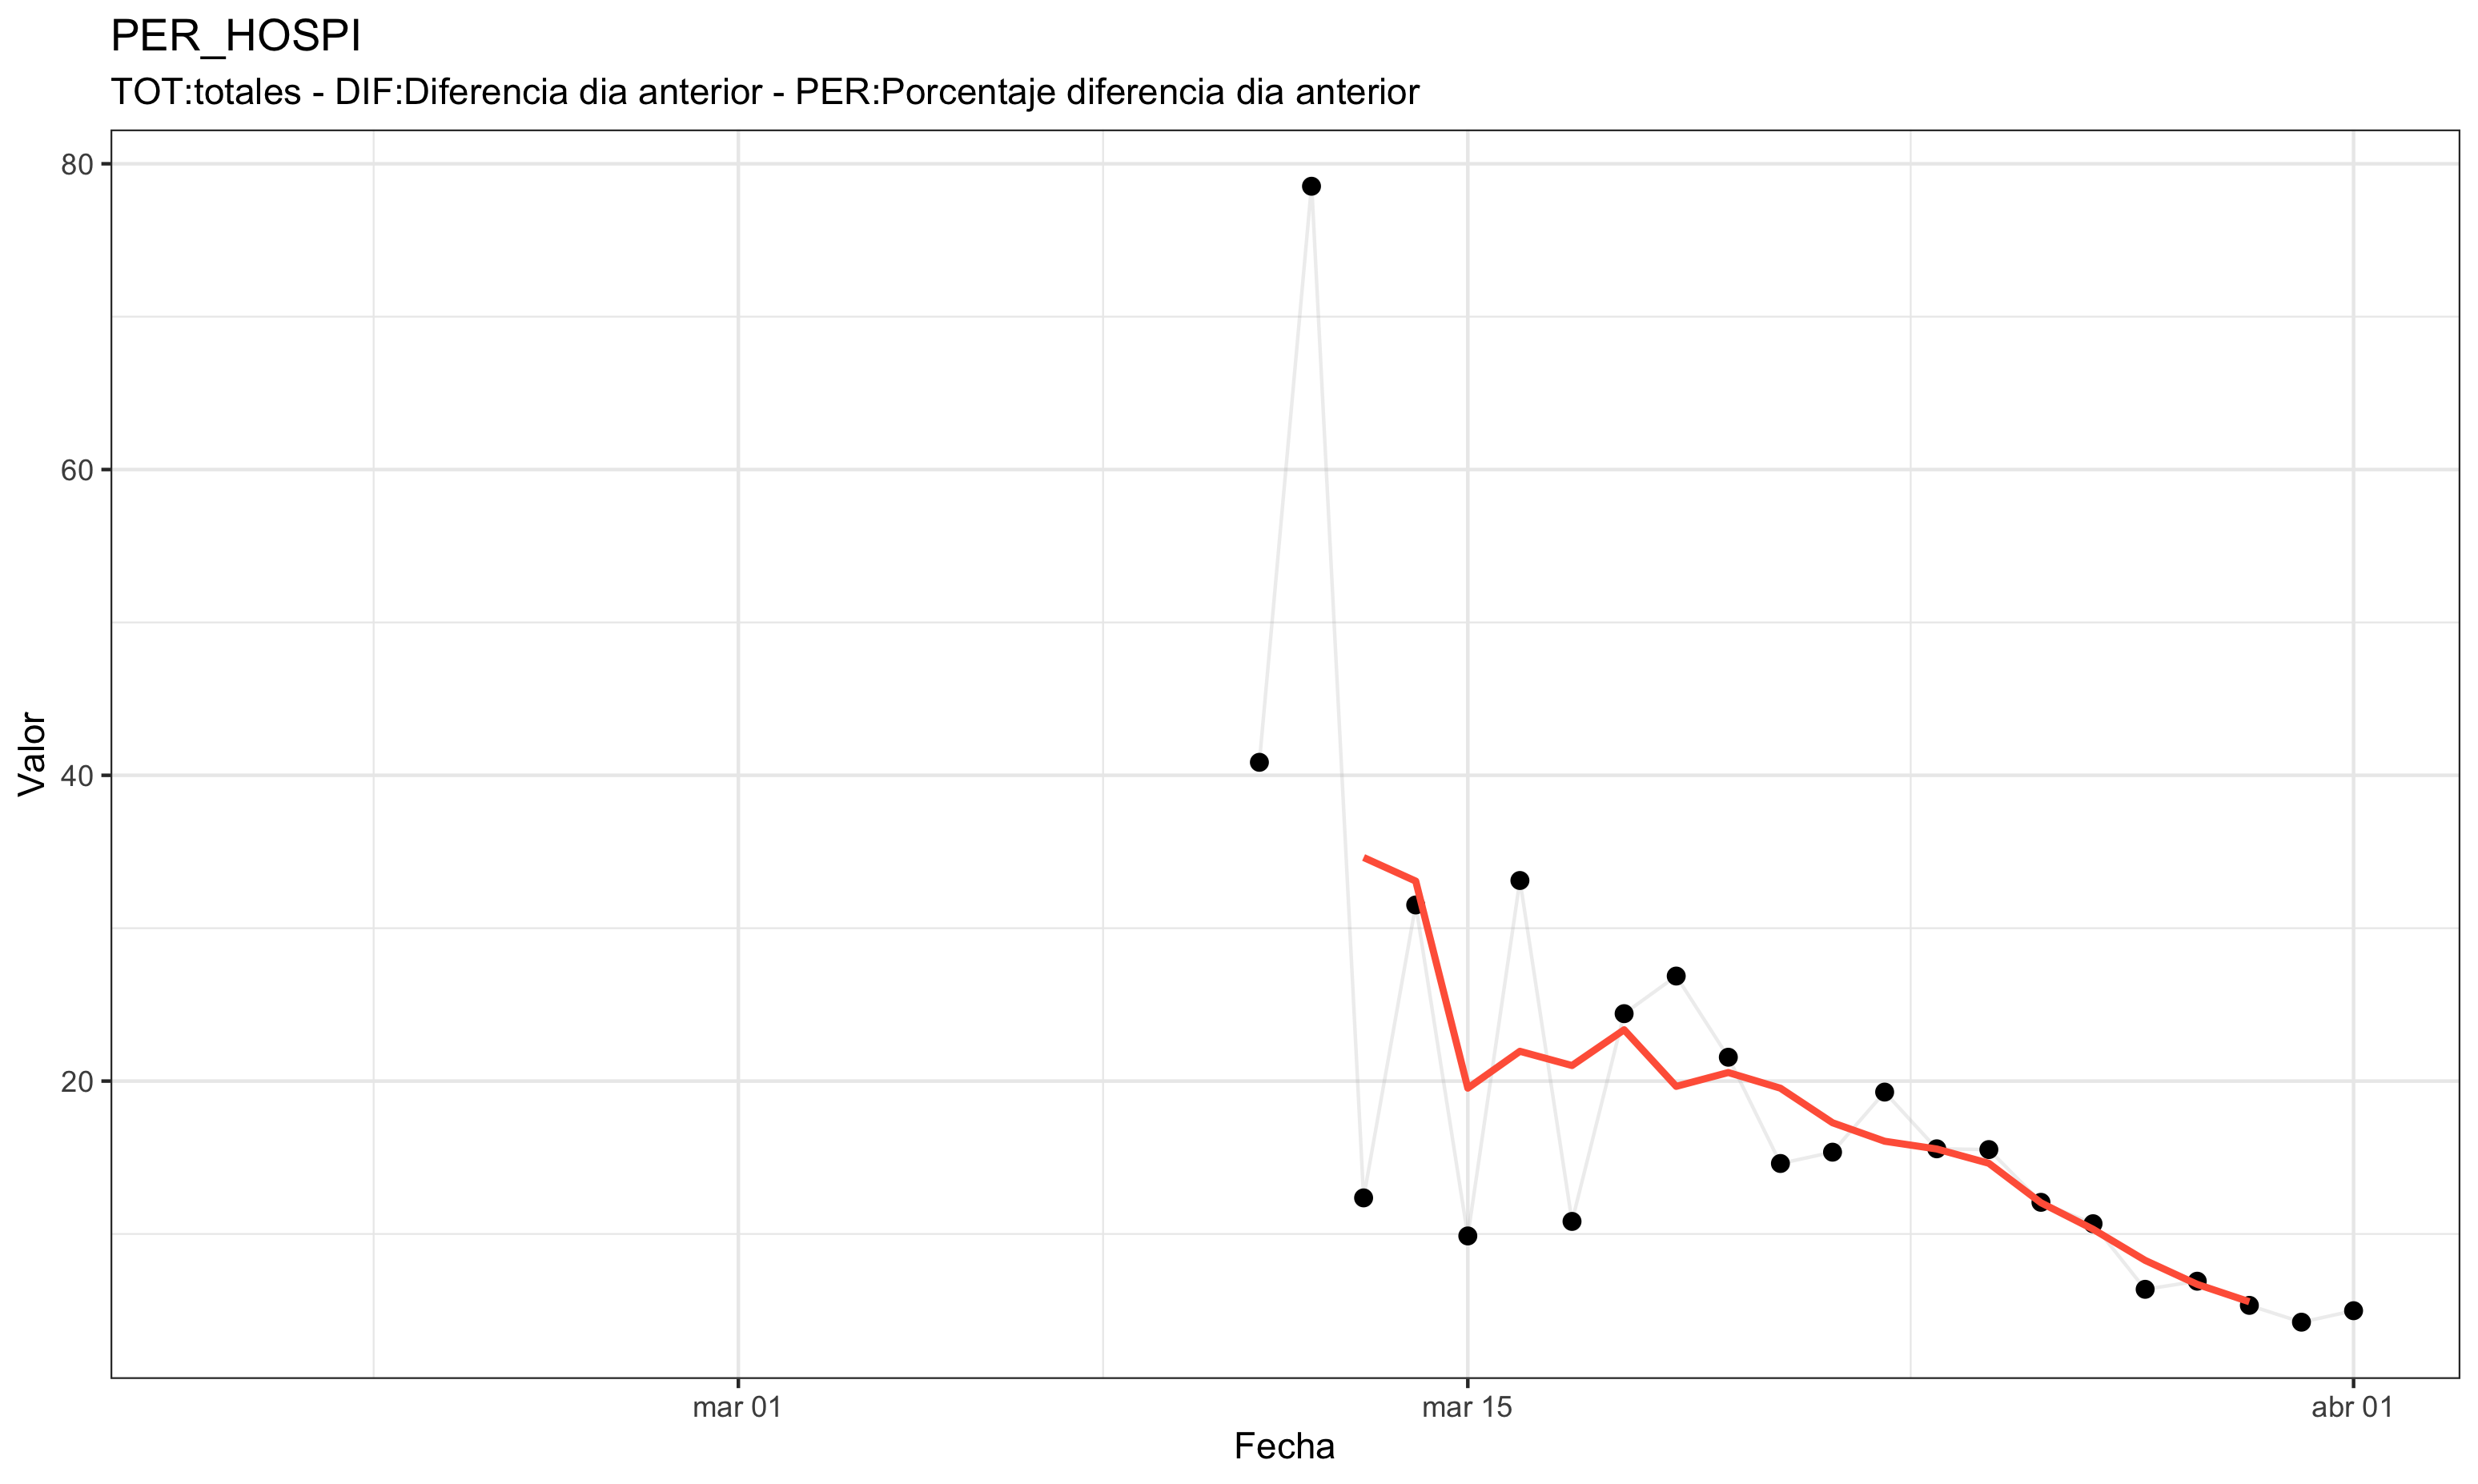 PER_HOSPI
TOT:totales - DIF:Diferencia dia anterior - PER:Porcentaje diferencia dia anterior
80
60
40
20
Valor
mar 01
mar 15
abr 01
Fecha